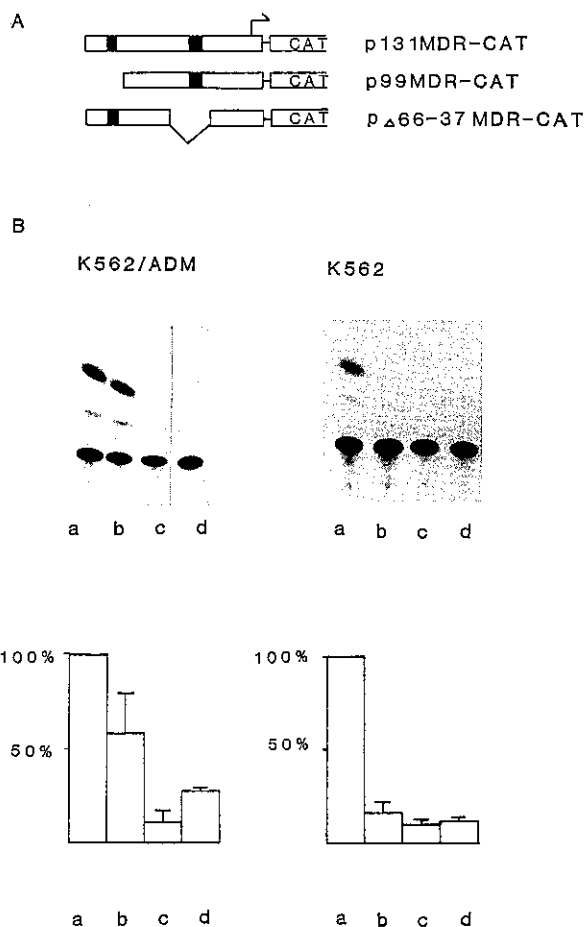 A
CAT p131MDR-CAT
CAT p99MDR-CAT
CAT p△66-37 MDR-CAT
B
K562/ADM K562
a b c d a b c d
100% 100%
50% 50%
a b c d a b c d